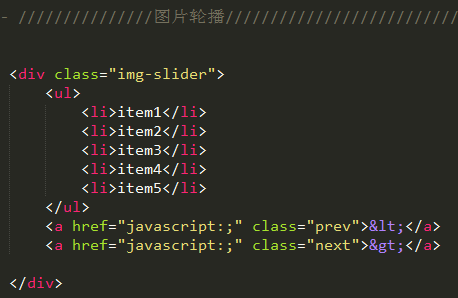 - ///////////////图片轮播//////////////////////////
<div class="img-slider">
<ul>
<li>item1</li>
<li>item2</li>
<li>item3</li>
<li>item4</li>
<li>item5</li>
</ul>
<a href="javascript:;" class="prev">&lt;</a>
<a href="javascript:;" class="next">&gt;</a>
</div>